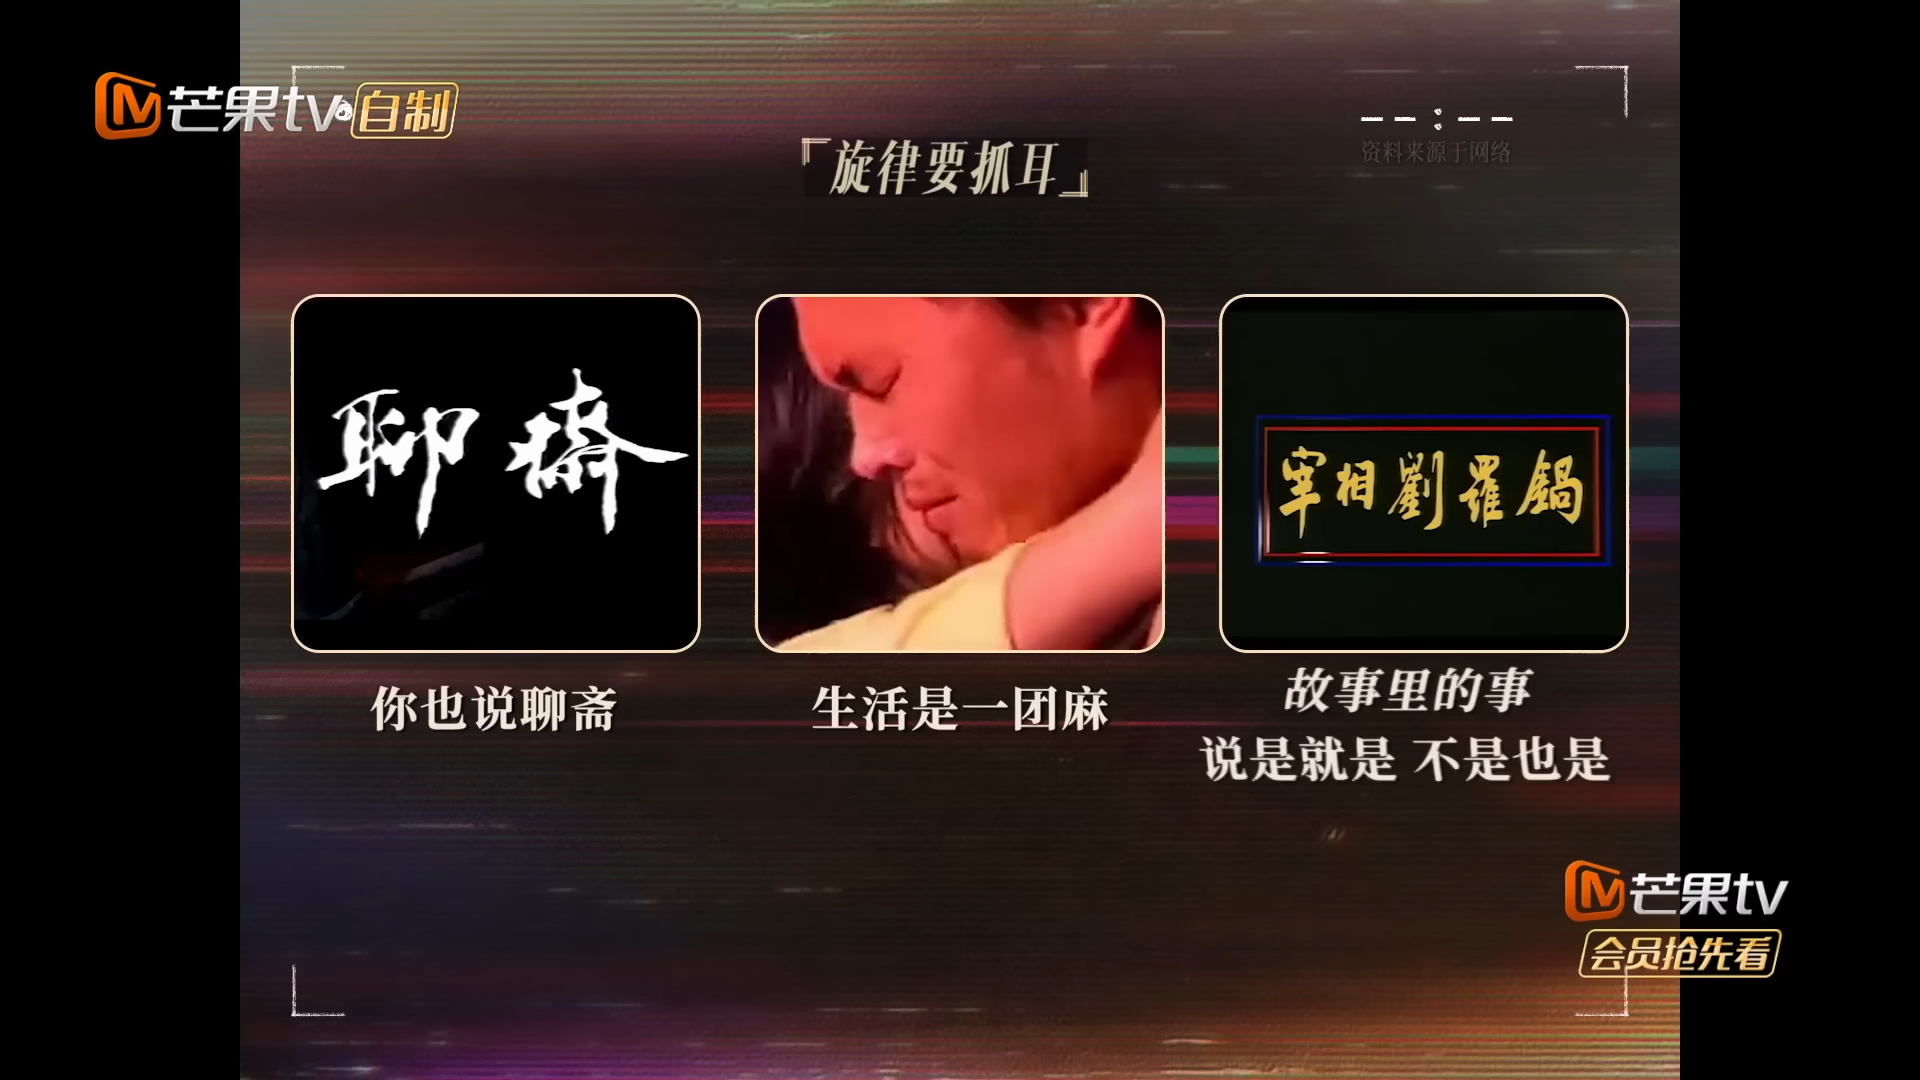 芒果tv 自制
资料来源于网络
「旋律要抓耳」
聊斋
宰相劉羅鍋
你也说聊斋
生活是一团麻
故事里的事
说是就是 不是也是
芒果tv
会员抢先看